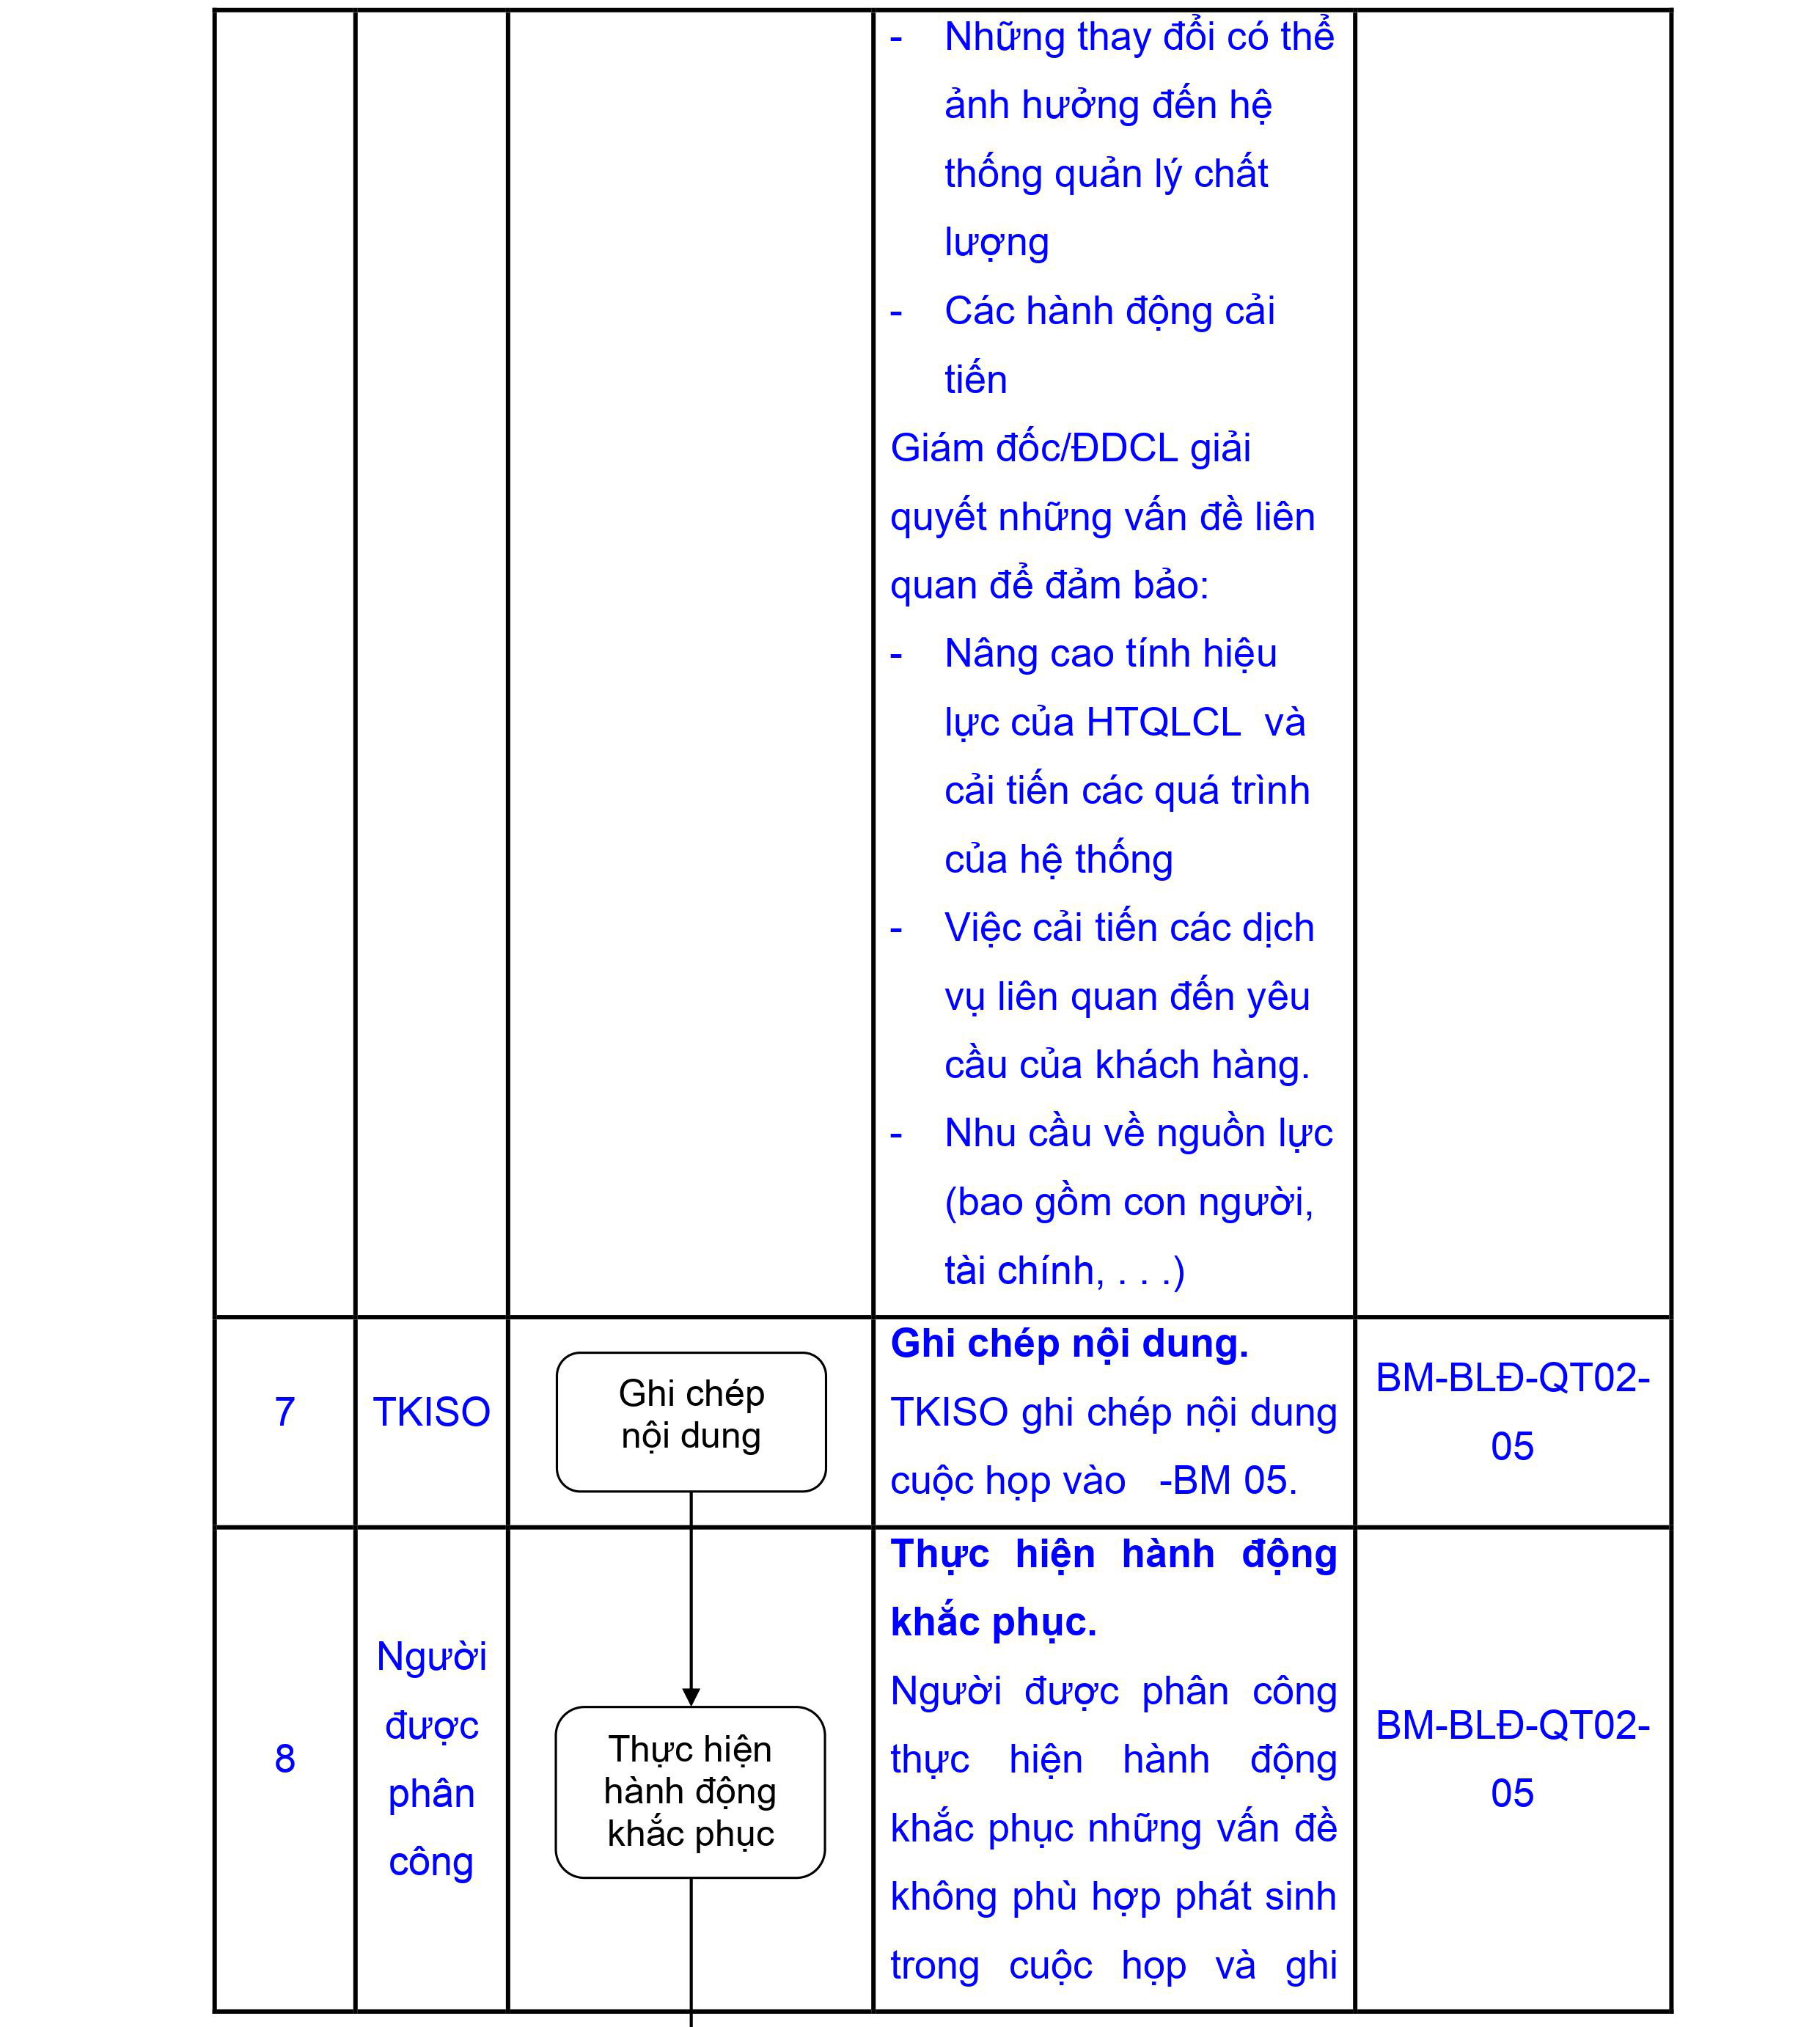 - Những thay đổi có thể
ảnh hưởng đến hệ
thống quản lý chất
lượng
- Các hành động cải
tiến
Giám đốc/ĐDCL giải
quyết những vấn đề liên
quan để đảm bảo:
- Nâng cao tính hiệu
lực của HTQLCL  và
cải tiến các quá trình
của hệ thống
- Việc cải tiến các dịch
vụ liên quan đến yêu
cầu của khách hàng.
- Nhu cầu về nguồn lực
(bao gồm con người,
tài chính, . . .)
7
TKISO
Ghi chép
nội dung
Ghi chép nội dung.
TKISO ghi chép nội dung
cuộc họp vào   -BM 05.
BM-BLĐ-QT02-
05
8
Người
được
phân
công
Thực hiện
hành động
khắc phục
Thực hiện hành động
khắc phục.
Người được phân công
thực hiện hành động
khắc phục những vấn đề
không phù hợp phát sinh
trong cuộc họp và ghi
BM-BLĐ-QT02-
05